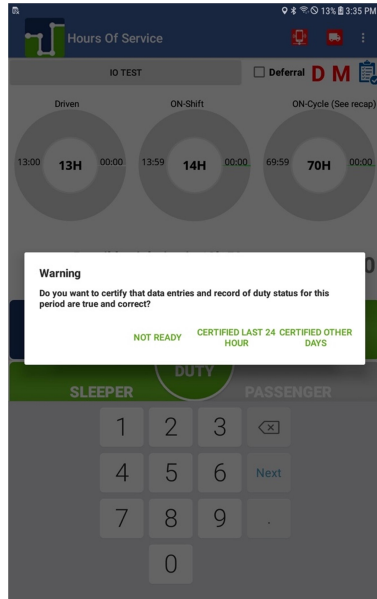 13% 3:35 PM
Hours Of Service
IO TEST
Deferral D M
Driven
ON-Shift
ON-Cycle (See recap)
13:00 13H 00:00
13:59 14H 00:00
69:59 70H 00:00
0
Warning
Do you want to certify that data entries and record of duty status for this
period are true and correct?
NOT READY
CERTIFIED LAST 24
HOUR
CERTIFIED OTHER
DAYS
DUTY
SLEEPER
PASSENGER
1 2 3
4 5 6 Next
7 8 9 .
0